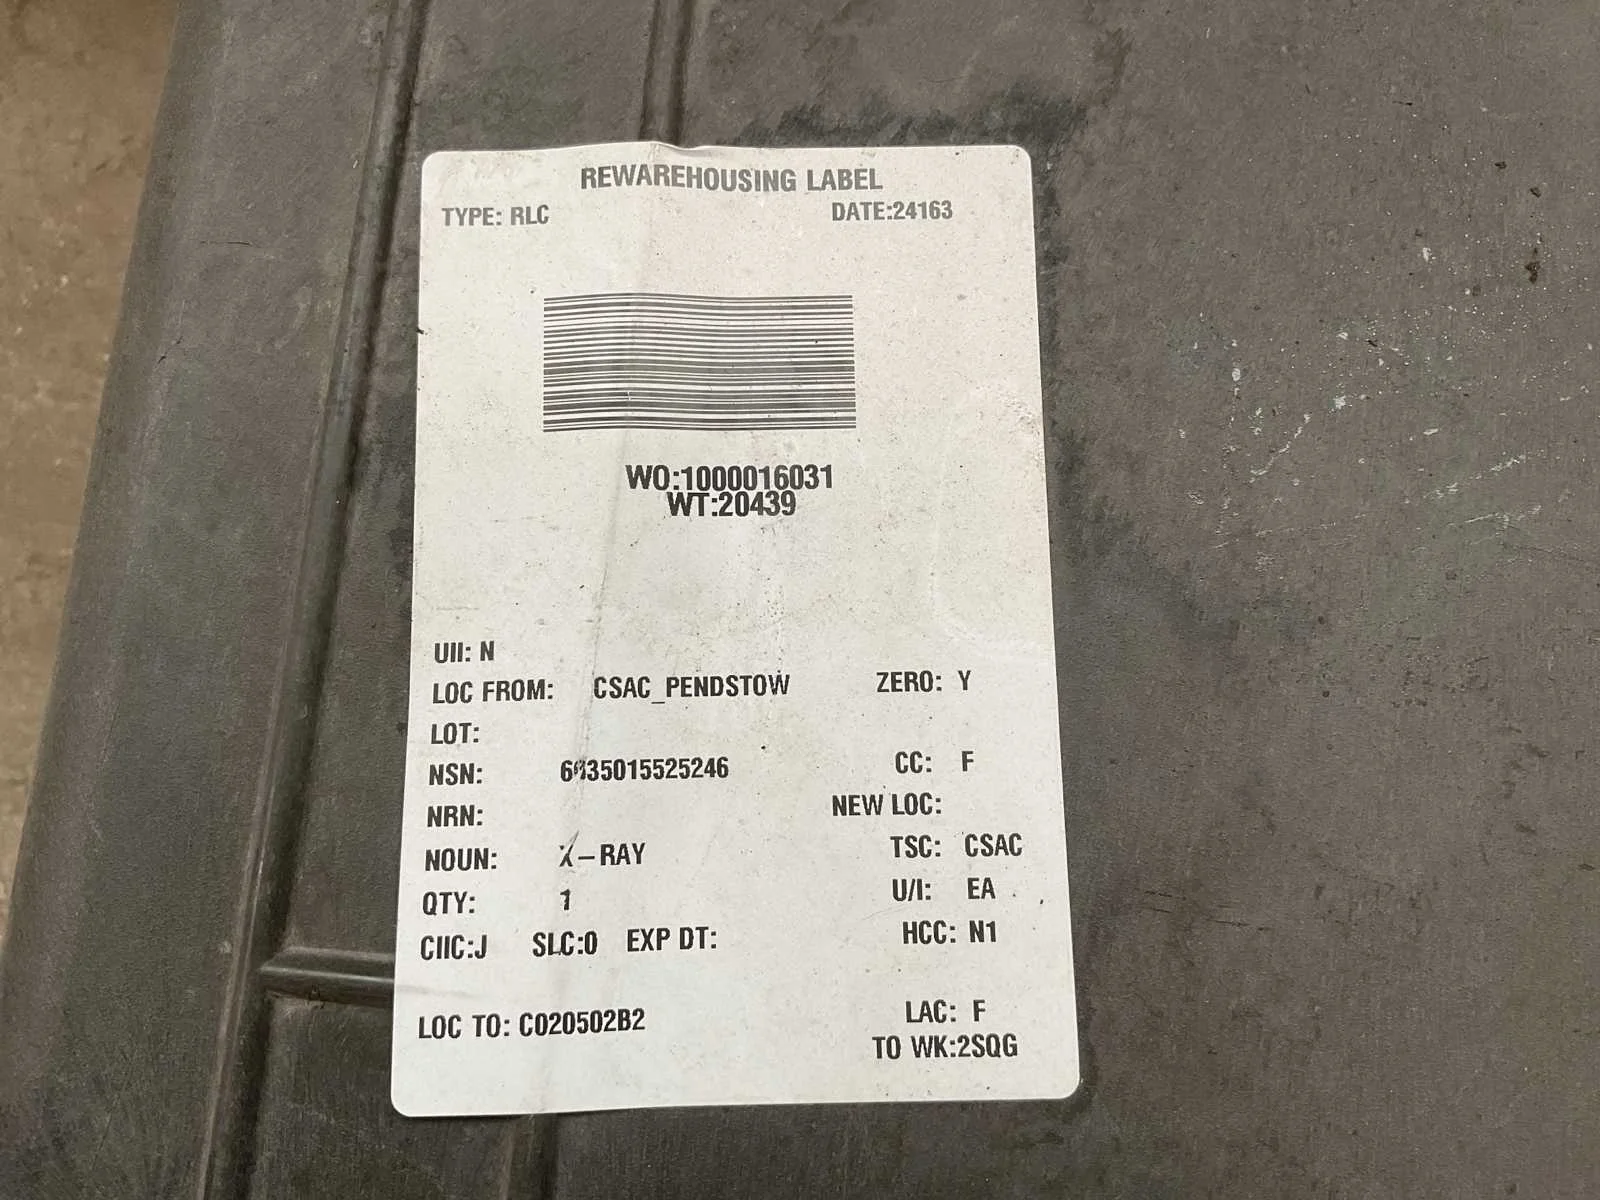 REWAREHOUSING LABEL
TYPE: RLC DATE:24163
WO:1000016031
WT:20439
UII: N
LOC FROM: CSAC_PENDSTOW ZERO: Y
LOT:
NSN: CC: F
NRN: NEW LOC:
NOUN: X-RAY TSC: CSAC
QTY: 1 U/I: EA
CIIC:J SLC:0 EXP DT: HCC: N1
LOC TO: C020502B2 LAC: F
TO WK:2SQG